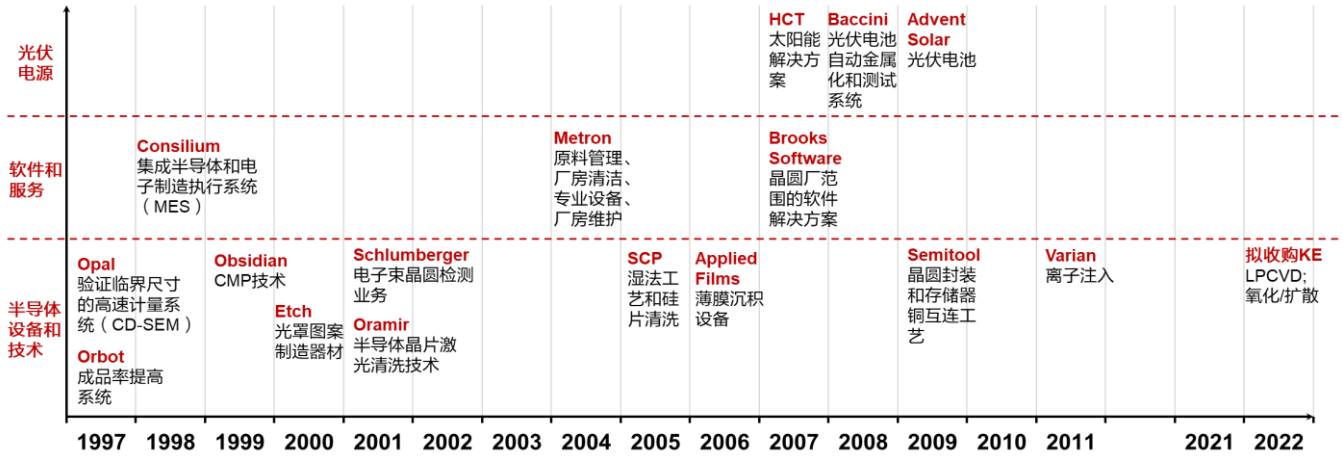 光伏
电源
HCT
太阳能
解决方
案
Baccini
光伏电池
自动金属
化和测试
系统
Advent
Solar
光伏电池
软件和
服务
Consilium
集成半导体和电
子制造执行系统
（MES）
Metron
原料管理、
厂房清洁、
专业设备、
厂房维护
Brooks
Software
晶圆厂范
围的软件
解决方案
半导体
设备和
技术
Opal
验证临界尺寸
的高速计量系
统（CD-SEM）
Orbot
成品率提高
系统
Obsidian
CMP技术
Etch
光罩图案
制造器材
Schlumberger
电子束晶圆检测
业务
Oramir
半导体晶片激
光清洗技术
SCP
湿法工
艺和硅
片清洗
Applied
Films
薄膜沉积
设备
Semitool
晶圆封装
和存储器
铜互连工
艺
Varian
离子注入
拟收购KE
LPCVD;
氧化/扩散
1997 1998 1999 2000 2001 2002 2003 2004 2005 2006 2007 2008 2009 2010 2011 2021 2022